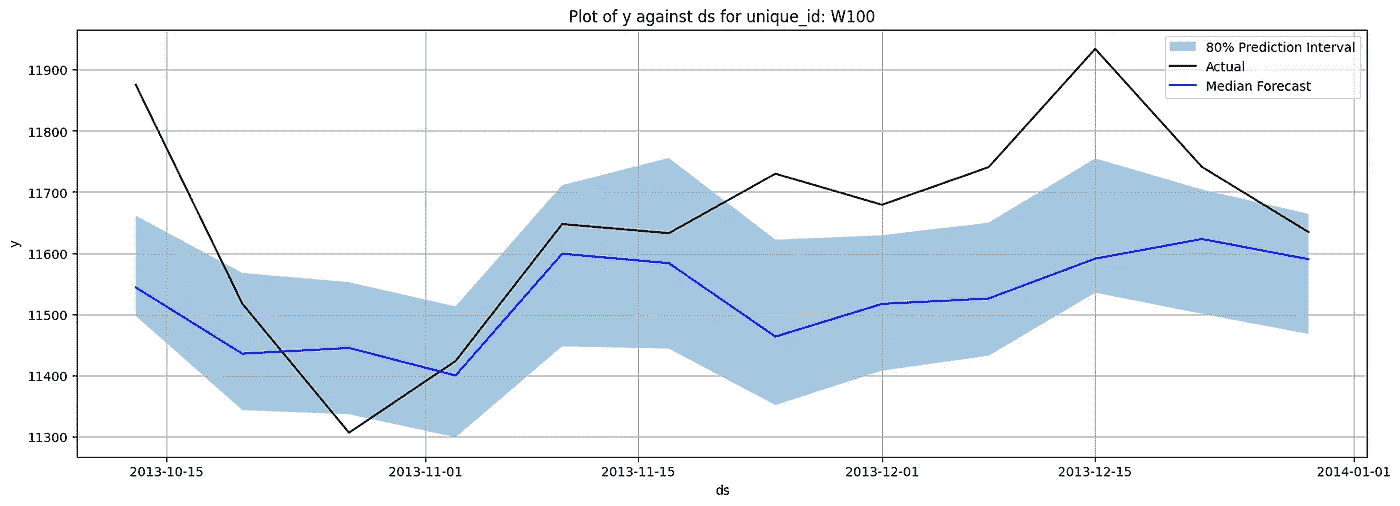 Plot of y against ds for unique_id: W100
80% Prediction Interval
Actual
Median Forecast
y
11900
11800
11700
11600
11500
11400
11300
2013-10-15 2013-11-01 2013-11-15 2013-12-01 2013-12-15 2014-01-01
ds